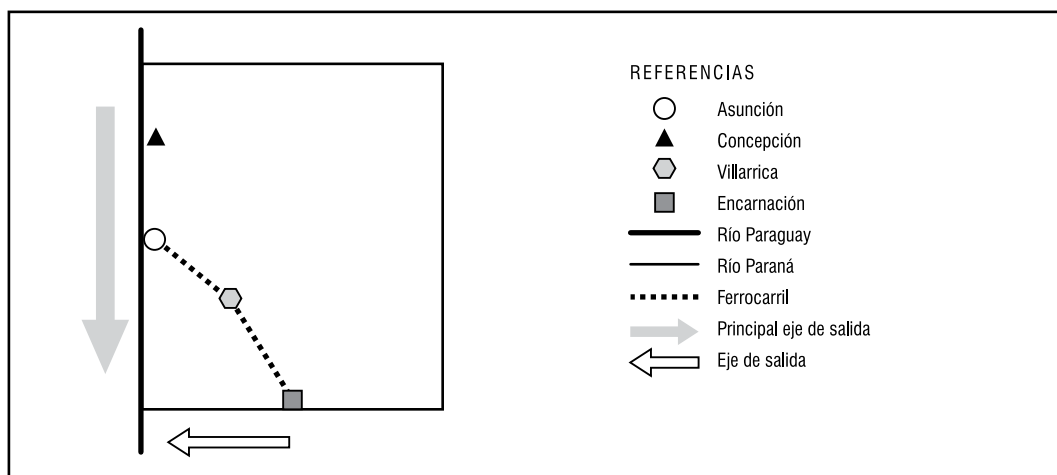 REFERENCIAS
Asunción
Concepción
Villarrica
Encarnación
Río Paraguay
Río Paraná
Ferrocarril
Principal eje de salida
Eje de salida